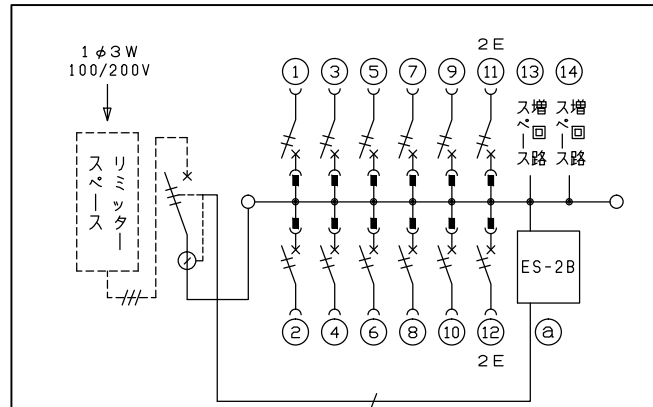 1φ3W
100/200V
リミッター
スペース
2E
① ③ ⑤ ⑦ ⑨ ⑪ ⑬ ⑭
増回路
スペース
増回路
スペース
ES-2B
② ④ ⑥ ⑧ ⑩ ⑫ ⓐ
2E